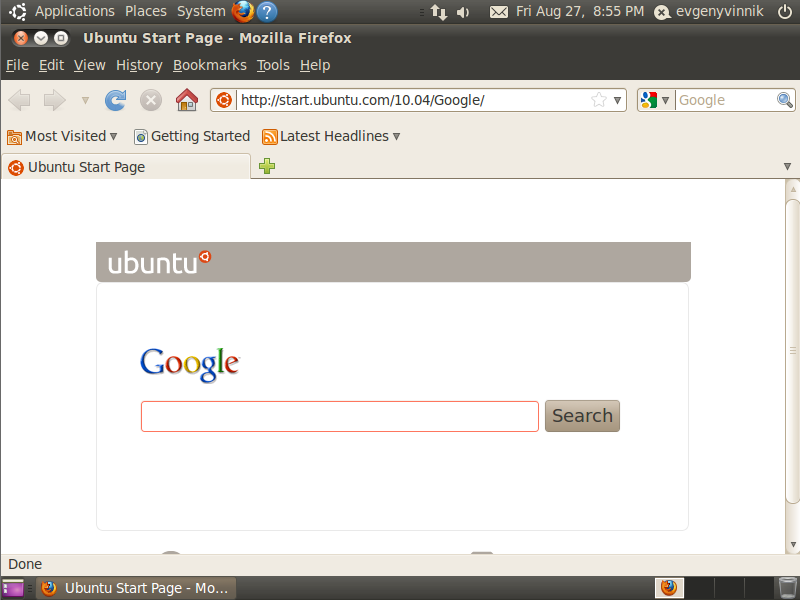 Applications Places System Fri Aug 27, 8:55 PM evgenyvinnik
Ubuntu Start Page - Mozilla Firefox
File Edit View History Bookmarks Tools Help
http://start.ubuntu.com/10.04/Google/ Google
Most Visited Getting Started Latest Headlines
Ubuntu Start Page
ubuntu
Google
Search
Done
Ubuntu Start Page - Mo...